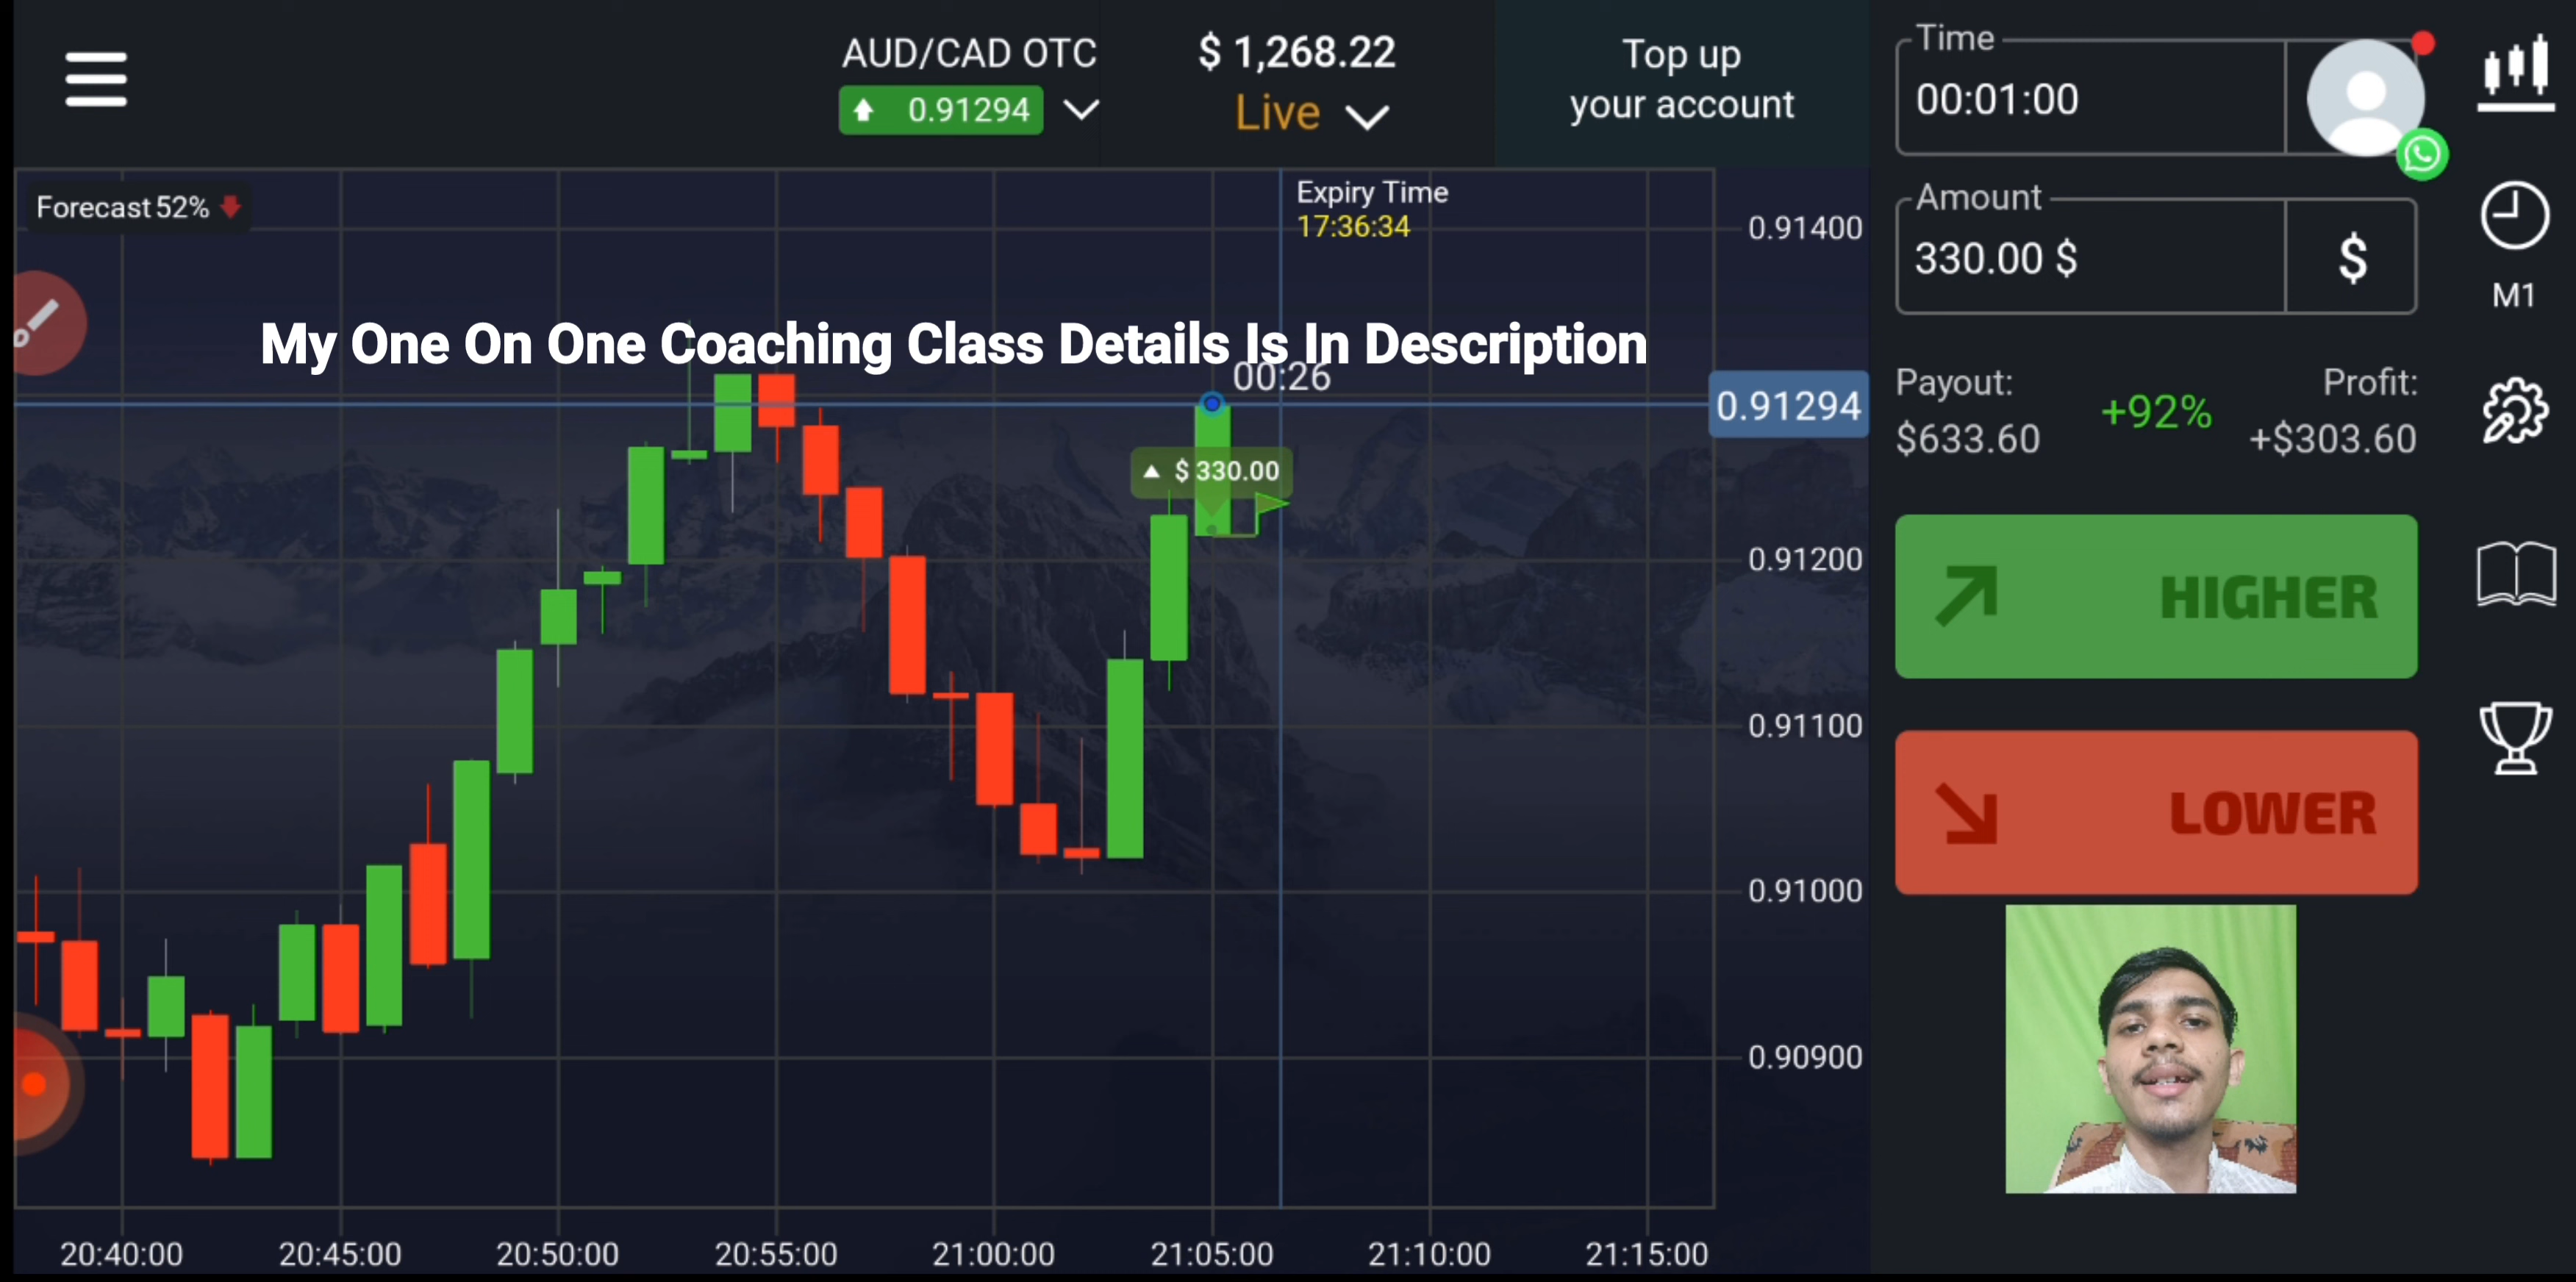 AUD/CAD OTC
0.91294
$ 1,268.22
Live
Top up
your account
Time
00:01:00
Forecast 52%
Expiry Time
17:36:34
Amount
330.00 $
$
M1
My One On One Coaching Class Details Is In Description
00:26
0.91400
0.91294
0.91200
0.91100
0.91000
0.90900
$ 330.00
Payout:
$633.60
+92%
Profit:
+$303.60
HIGHER
LOWER
20:40:00
20:45:00
20:50:00
20:55:00
21:00:00
21:05:00
21:10:00
21:15:00